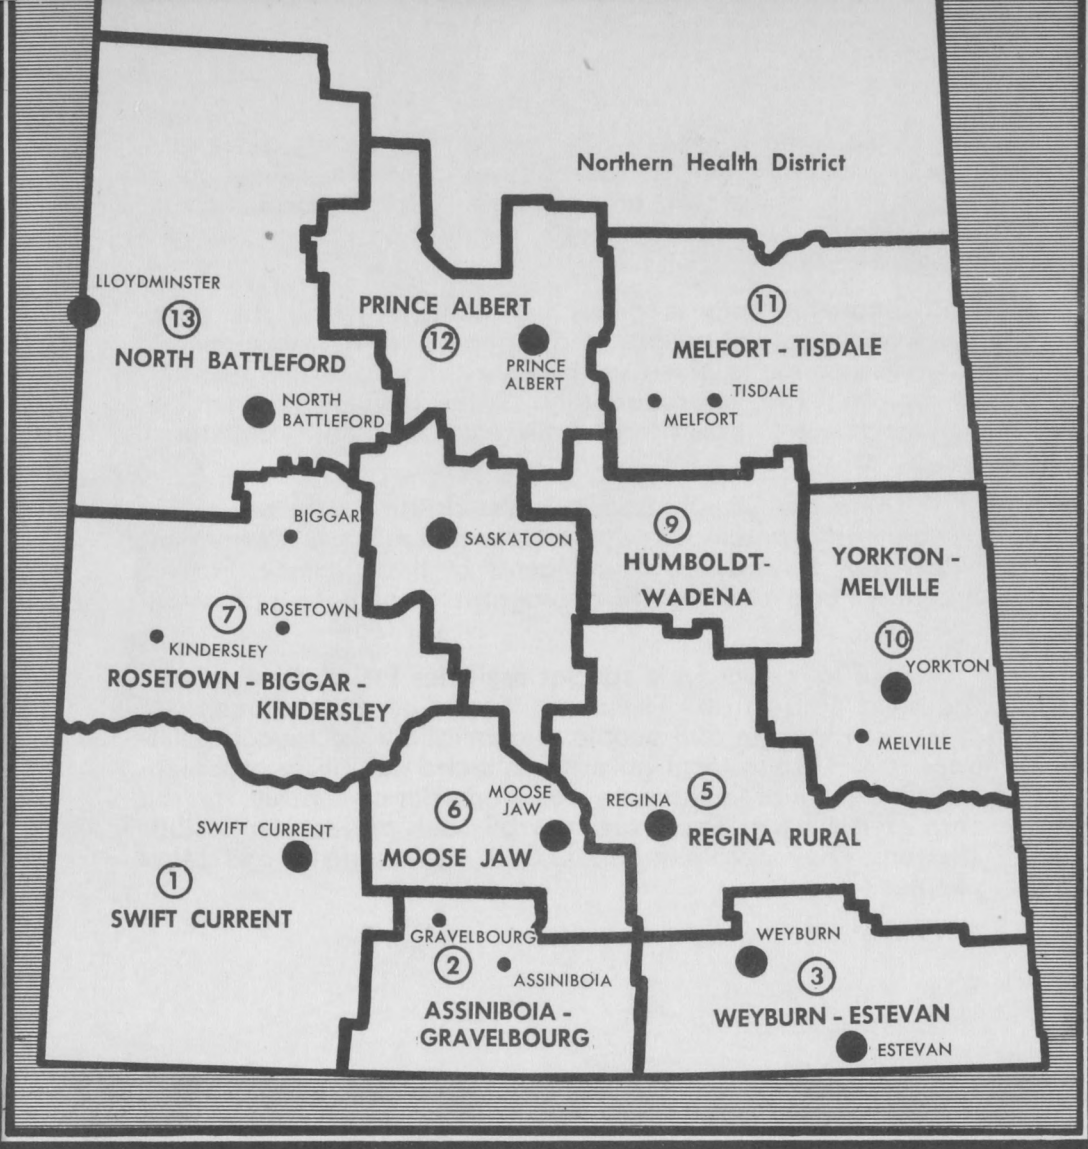 Northern Health District
LLOYDMINSTER
13
NORTH BATTLEFORD
NORTH
BATTLEFORD
PRINCE ALBERT
12
PRINCE
ALBERT
11
MELFORT - TISDALE
TISDALE
MELFORT
BIGGAR
7
ROSETOWN
KINDERSLEY
ROSETOWN - BIGGAR -
KINDERSLEY
SASKATOON
9
HUMBOLDT-
WADENA
YORKTON -
MELVILLE
10
YORKTON
MELVILLE
SWIFT CURRENT
1
SWIFT CURRENT
6
MOOSE
JAW
MOOSE JAW
5
REGINA
REGINA RURAL
GRAVELBOURG
2
ASSINIBOIA
ASSINIBOIA -
GRAVELBOURG
WEYBURN
3
WEYBURN - ESTEVAN
ESTEVAN